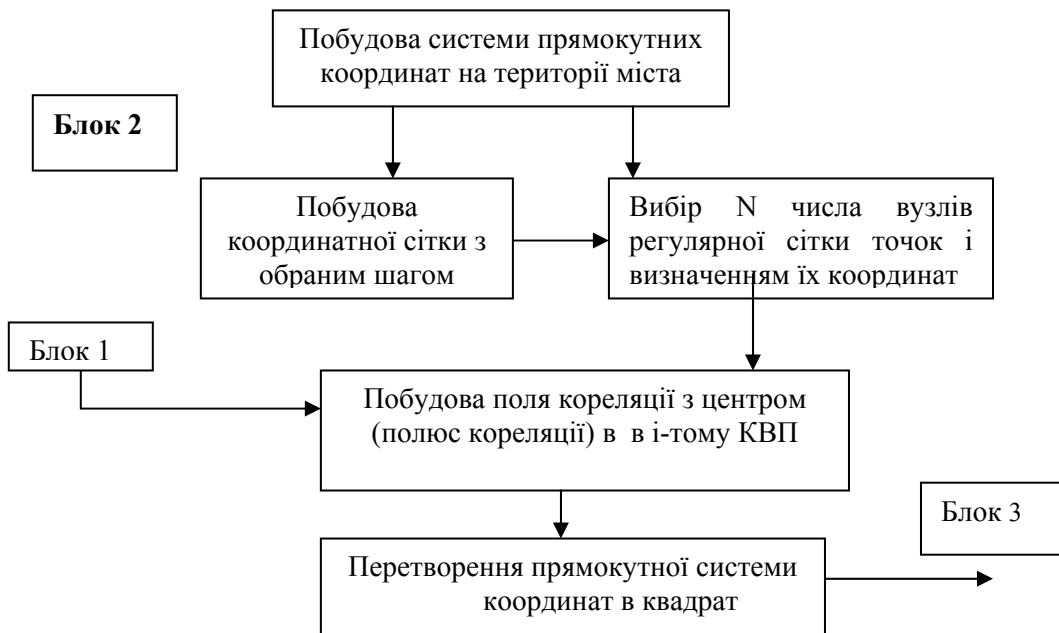 Побудова системи прямокутних
координат на території міста
Блок 2
Побудова
координатної сітки з
обраним шагом
Вибір N числа вузлів
регулярної сітки точок і
визначенням їх координат
Блок 1
Побудова поля кореляції з центром
(полюс кореляції) в в і-тому КВП
Блок 3
Перетворення прямокутної системи
координат в квадрат